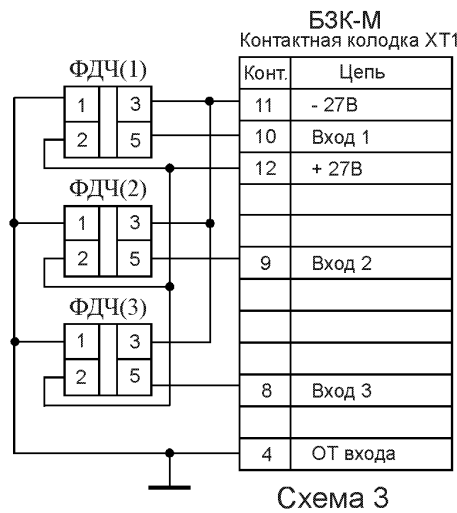 БЗК-М
Контактная колодка ХТ1
Конт. Цепь
ФДЧ(1)
1 3
2 5
11 - 27В
10 Вход 1
12 + 27В
ФДЧ(2)
1 3
2 5
9 Вход 2
ФДЧ(3)
1 3
2 5
8 Вход 3
4 ОТ входа
Схема 3